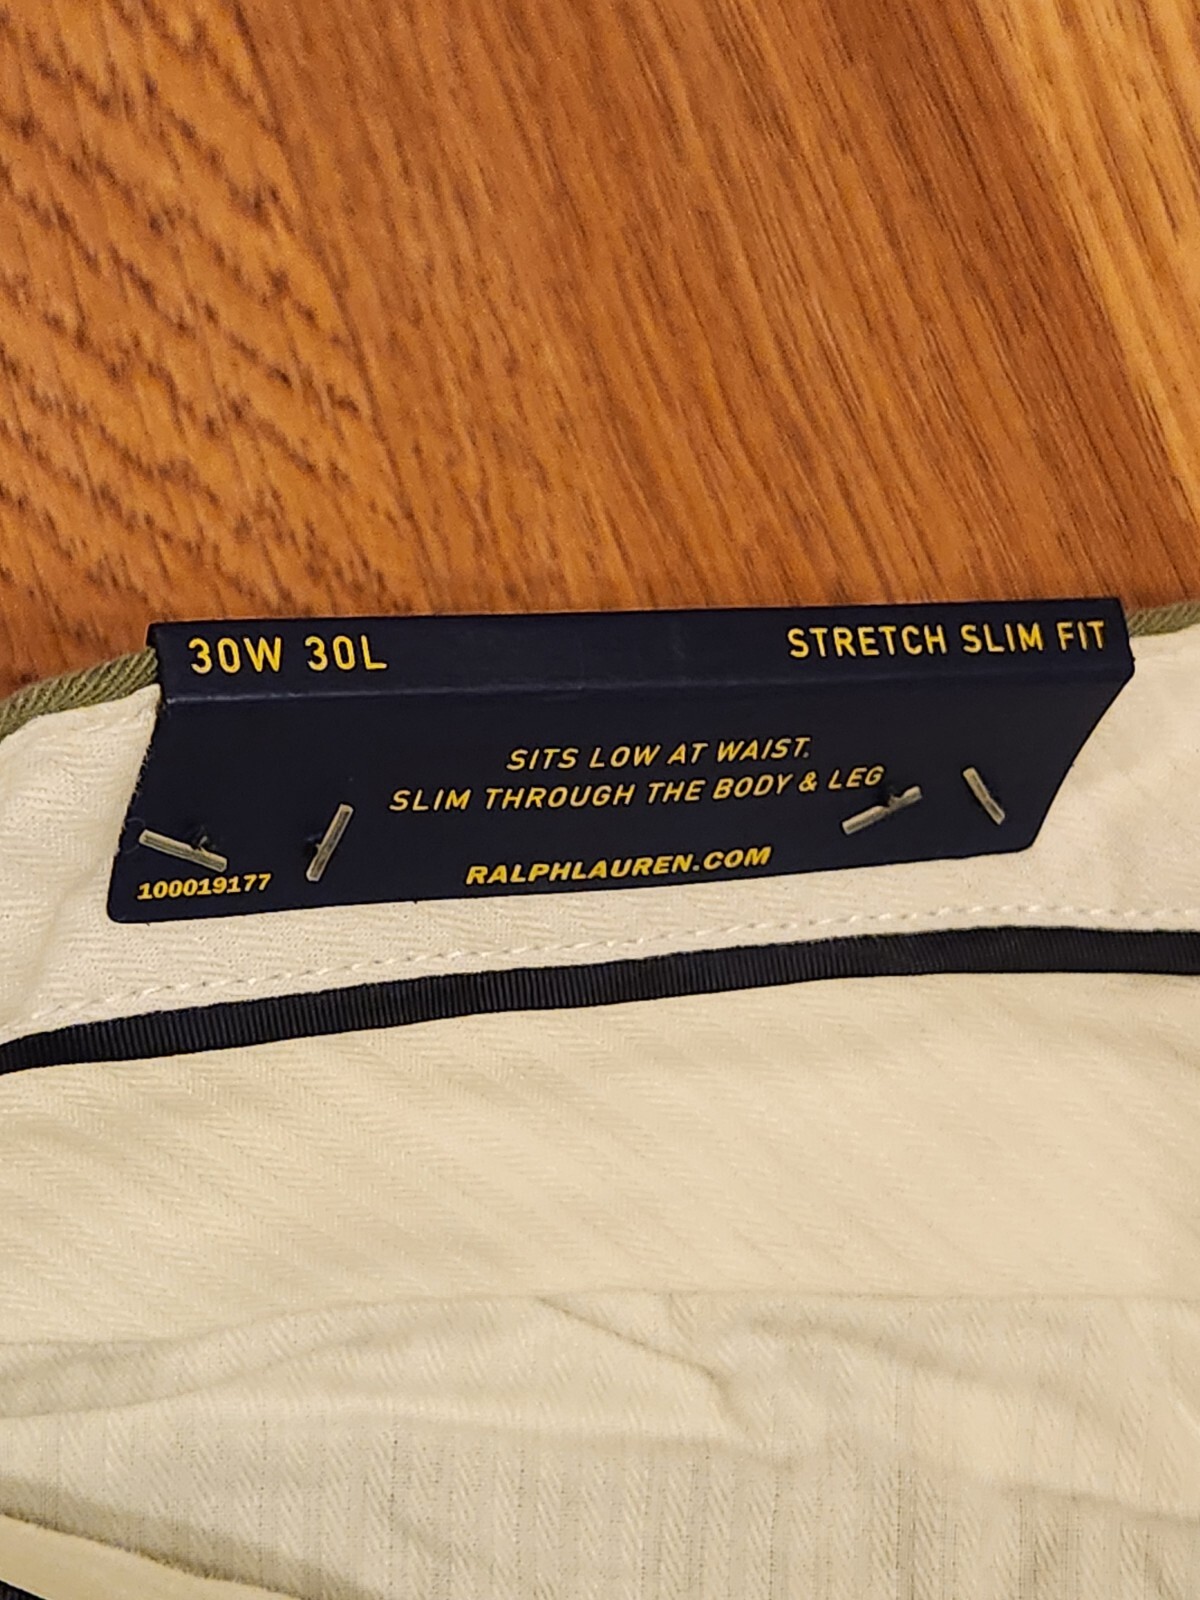 30W 30L STRETCH SLIM FIT
SITS LOW AT WAIST.
SLIM THROUGH THE BODY & LEG
RALPHLAUREN.COM
100019177